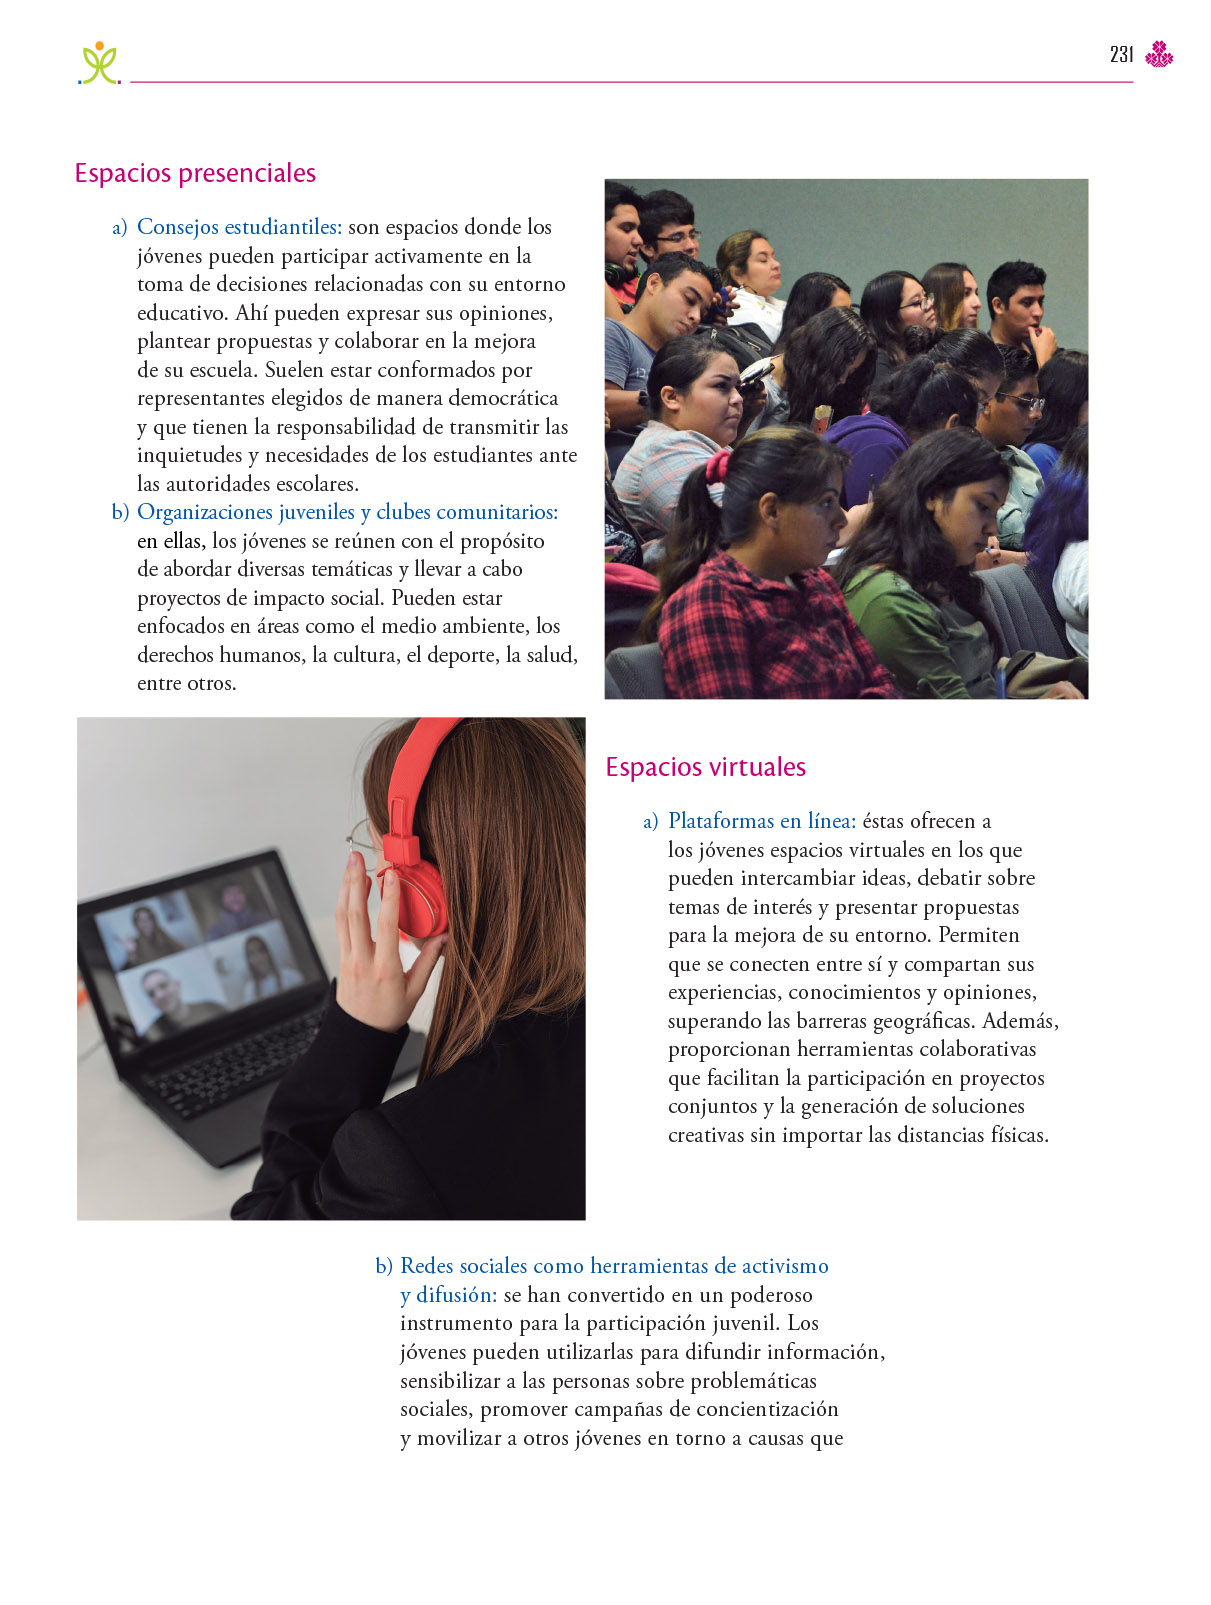 231
Espacios presenciales
a) Consejos estudiantiles: son espacios donde los
jóvenes pueden participar activamente en la
toma de decisiones relacionadas con su entorno
educativo. Ahí pueden expresar sus opiniones,
plantear propuestas y colaborar en la mejora
de su escuela. Suelen estar conformados por
representantes elegidos de manera democrática
y que tienen la responsabilidad de transmitir las
inquietudes y necesidades de los estudiantes ante
las autoridades escolares.
b) Organizaciones juveniles y clubes comunitarios:
en ellas, los jóvenes se reúnen con el propósito
de abordar diversas temáticas y llevar a cabo
proyectos de impacto social. Pueden estar
enfocados en áreas como el medio ambiente, los
derechos humanos, la cultura, el deporte, la salud,
entre otros.
Espacios virtuales
a) Plataformas en línea: éstas ofrecen a
los jóvenes espacios virtuales en los que
pueden intercambiar ideas, debatir sobre
temas de interés y presentar propuestas
para la mejora de su entorno. Permiten
que se conecten entre sí y compartan sus
experiencias, conocimientos y opiniones,
superando las barreras geográficas. Además,
proporcionan herramientas colaborativas
que facilitan la participación en proyectos
conjuntos y la generación de soluciones
creativas sin importar las distancias físicas.
b) Redes sociales como herramientas de activismo
y difusión: se han convertido en un poderoso
instrumento para la participación juvenil. Los
jóvenes pueden utilizarlas para difundir información,
sensibilizar a las personas sobre problemáticas
sociales, promover campañas de concientización
y movilizar a otros jóvenes en torno a causas que